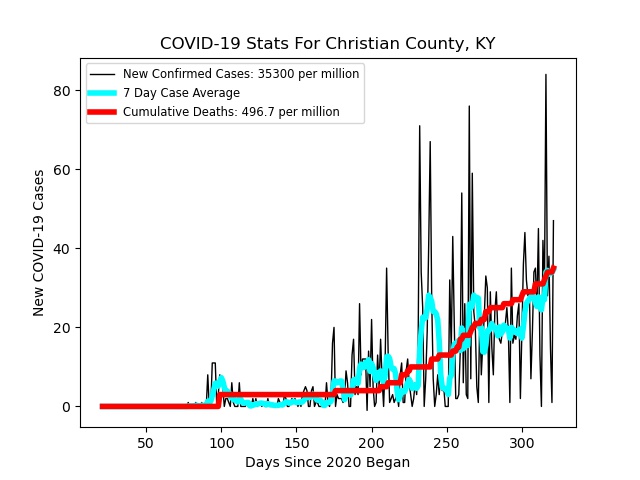 COVID-19 Stats For Christian County, KY
New Confirmed Cases: 35300 per million
7 Day Case Average
Cumulative Deaths: 496.7 per million
New COVID-19 Cases
80
60
40
20
0
50 100 150 200 250 300
Days Since 2020 Began